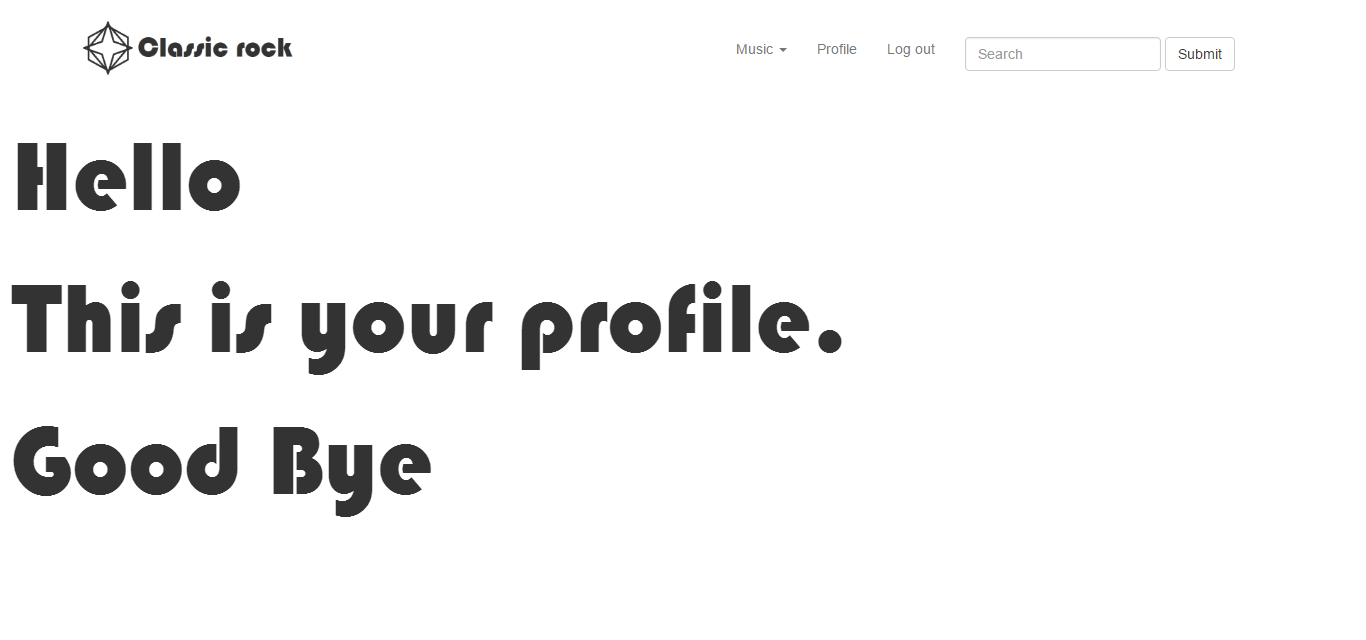 Classic rock
Music Profile Log out Search Submit
Hello
This is your profile.
Good Bye